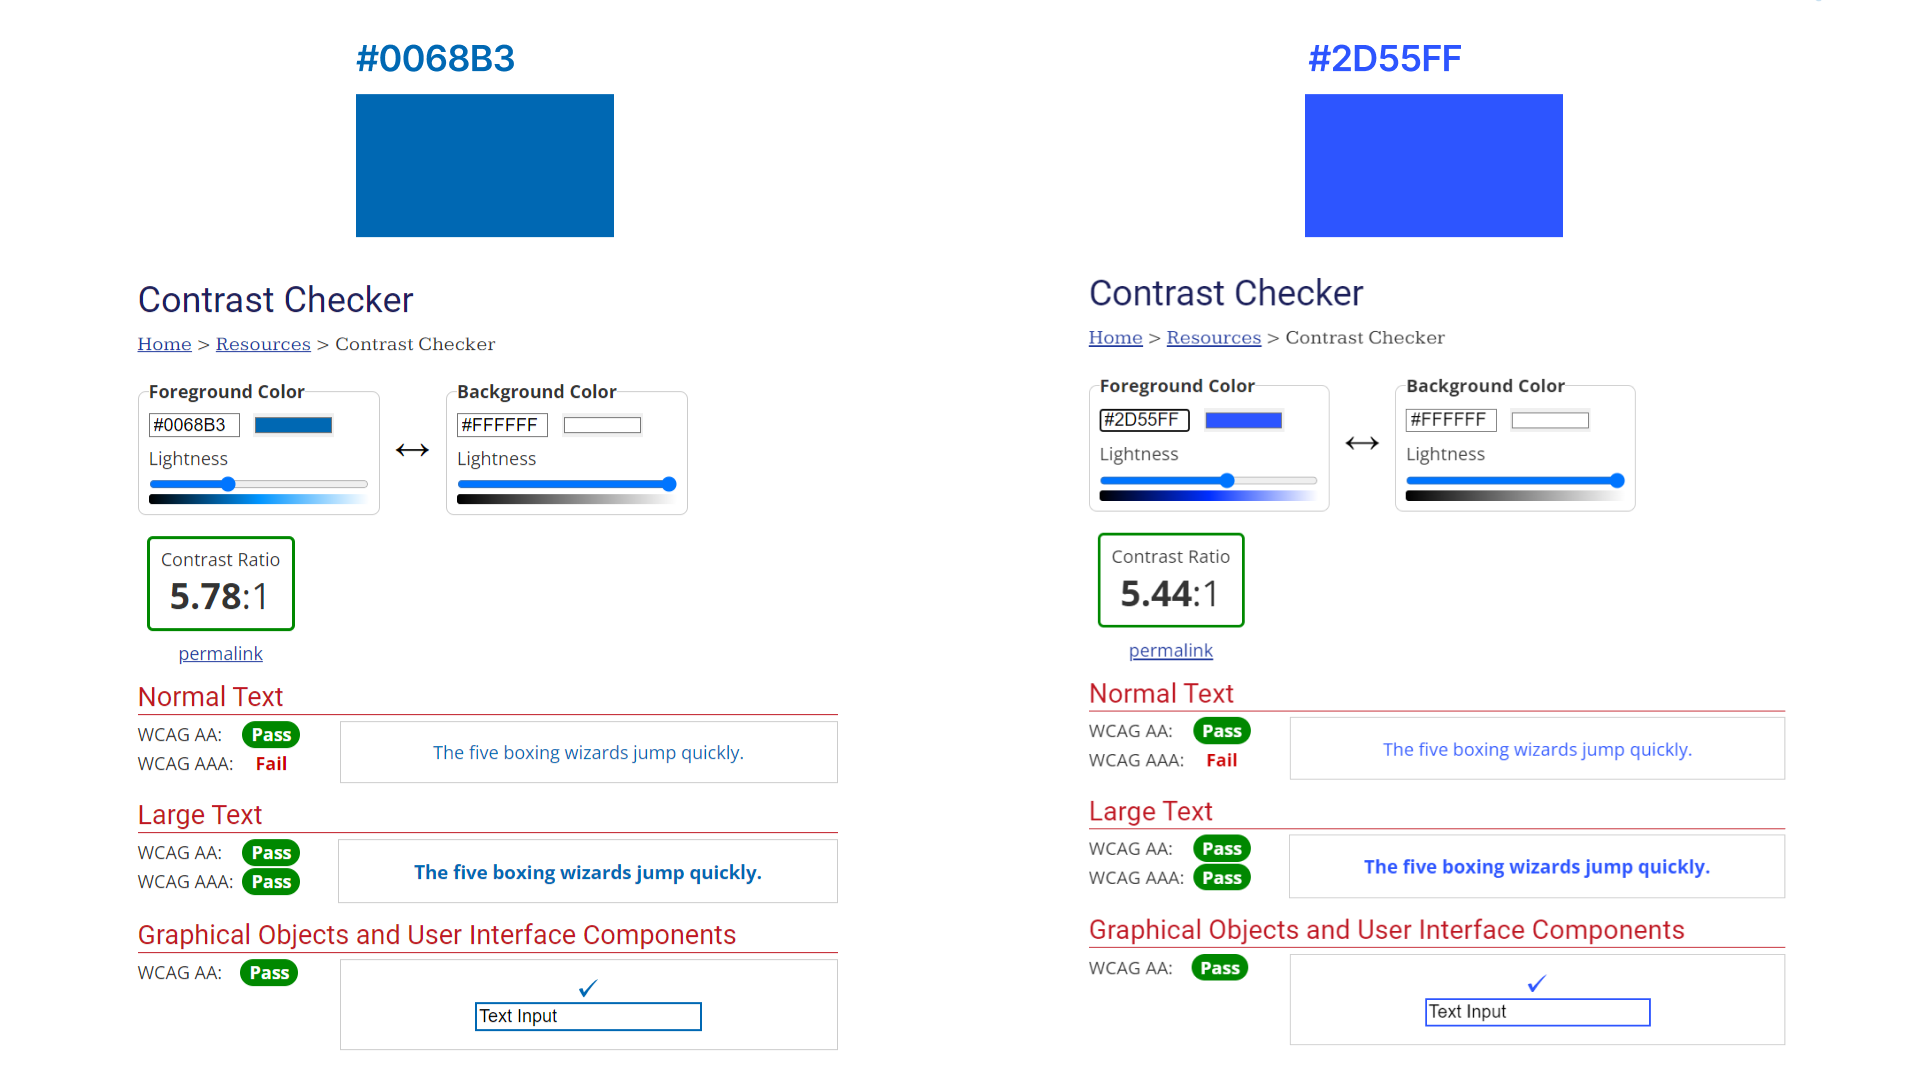 #0068B3
Contrast Checker
Home > Resources > Contrast Checker
Foreground Color
#0068B3
Lightness
Background Color
#FFFFFF
Lightness
Contrast Ratio
5.78:1
permalink
Normal Text
WCAG AA: Pass
WCAG AAA: Fail
The five boxing wizards jump quickly.
Large Text
WCAG AA: Pass
WCAG AAA: Pass
The five boxing wizards jump quickly.
Graphical Objects and User Interface Components
WCAG AA: Pass
✓
Text Input
#2D55FF
Contrast Checker
Home > Resources > Contrast Checker
Foreground Color
#2D55FF
Lightness
Background Color
#FFFFFF
Lightness
Contrast Ratio
5.44:1
permalink
Normal Text
WCAG AA: Pass
WCAG AAA: Fail
The five boxing wizards jump quickly.
Large Text
WCAG AA: Pass
WCAG AAA: Pass
The five boxing wizards jump quickly.
Graphical Objects and User Interface Components
WCAG AA: Pass
✓
Text Input